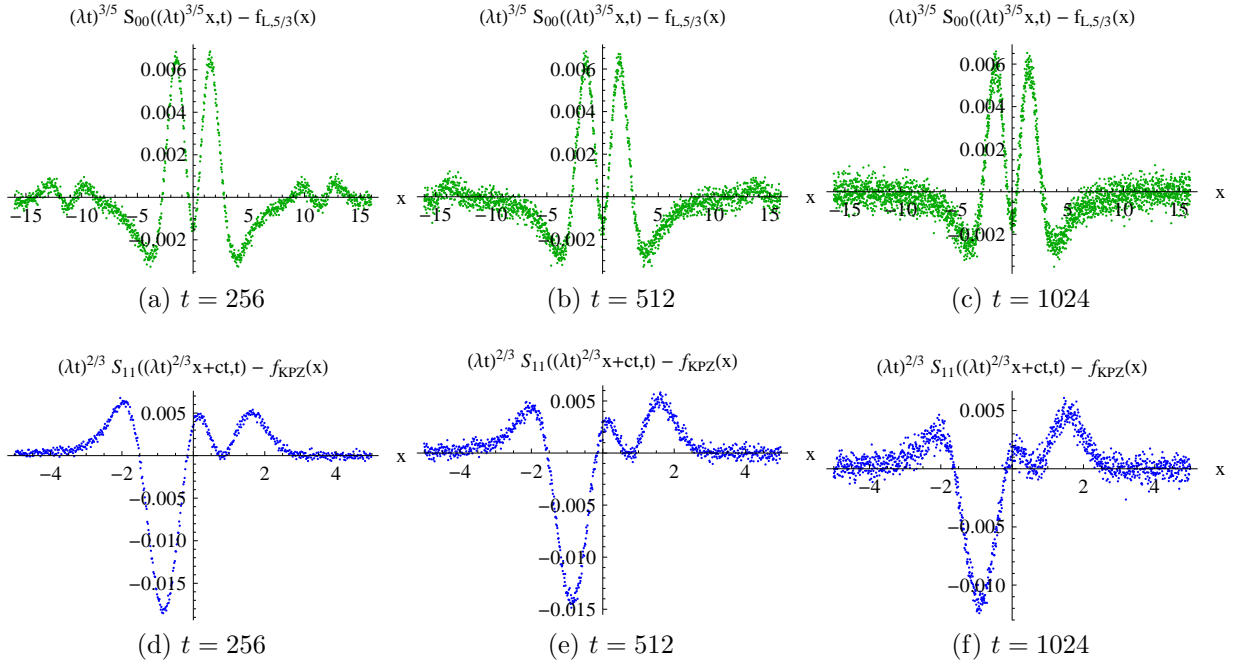 (λt)^{3/5} S_{00}((λt)^{3/5}x,t) − f_{L,5/3}(x)
0.006
0.004
0.002
−15 −10 −5 5 10 15 x
−0.002
(a) t = 256
(λt)^{3/5} S_{00}((λt)^{3/5}x,t) − f_{L,5/3}(x)
0.006
0.004
0.002
−15 −10 −5 5 10 15 x
−0.002
(b) t = 512
(λt)^{3/5} S_{00}((λt)^{3/5}x,t) − f_{L,5/3}(x)
0.006
0.004
0.002
−15 −10 −5 5 10 15 x
−0.002
(c) t = 1024
(λt)^{2/3} S_{11}((λt)^{2/3}x+ct,t) − f_{KPZ}(x)
0.005
−4 −2 2 4 x
−0.005
−0.010
−0.015
(d) t = 256
(λt)^{2/3} S_{11}((λt)^{2/3}x+ct,t) − f_{KPZ}(x)
0.005
−4 −2 2 4 x
−0.005
−0.010
−0.015
(e) t = 512
(λt)^{2/3} S_{11}((λt)^{2/3}x+ct,t) − f_{KPZ}(x)
0.005
−4 −2 2 4 x
−0.005
−0.010
(f) t = 1024